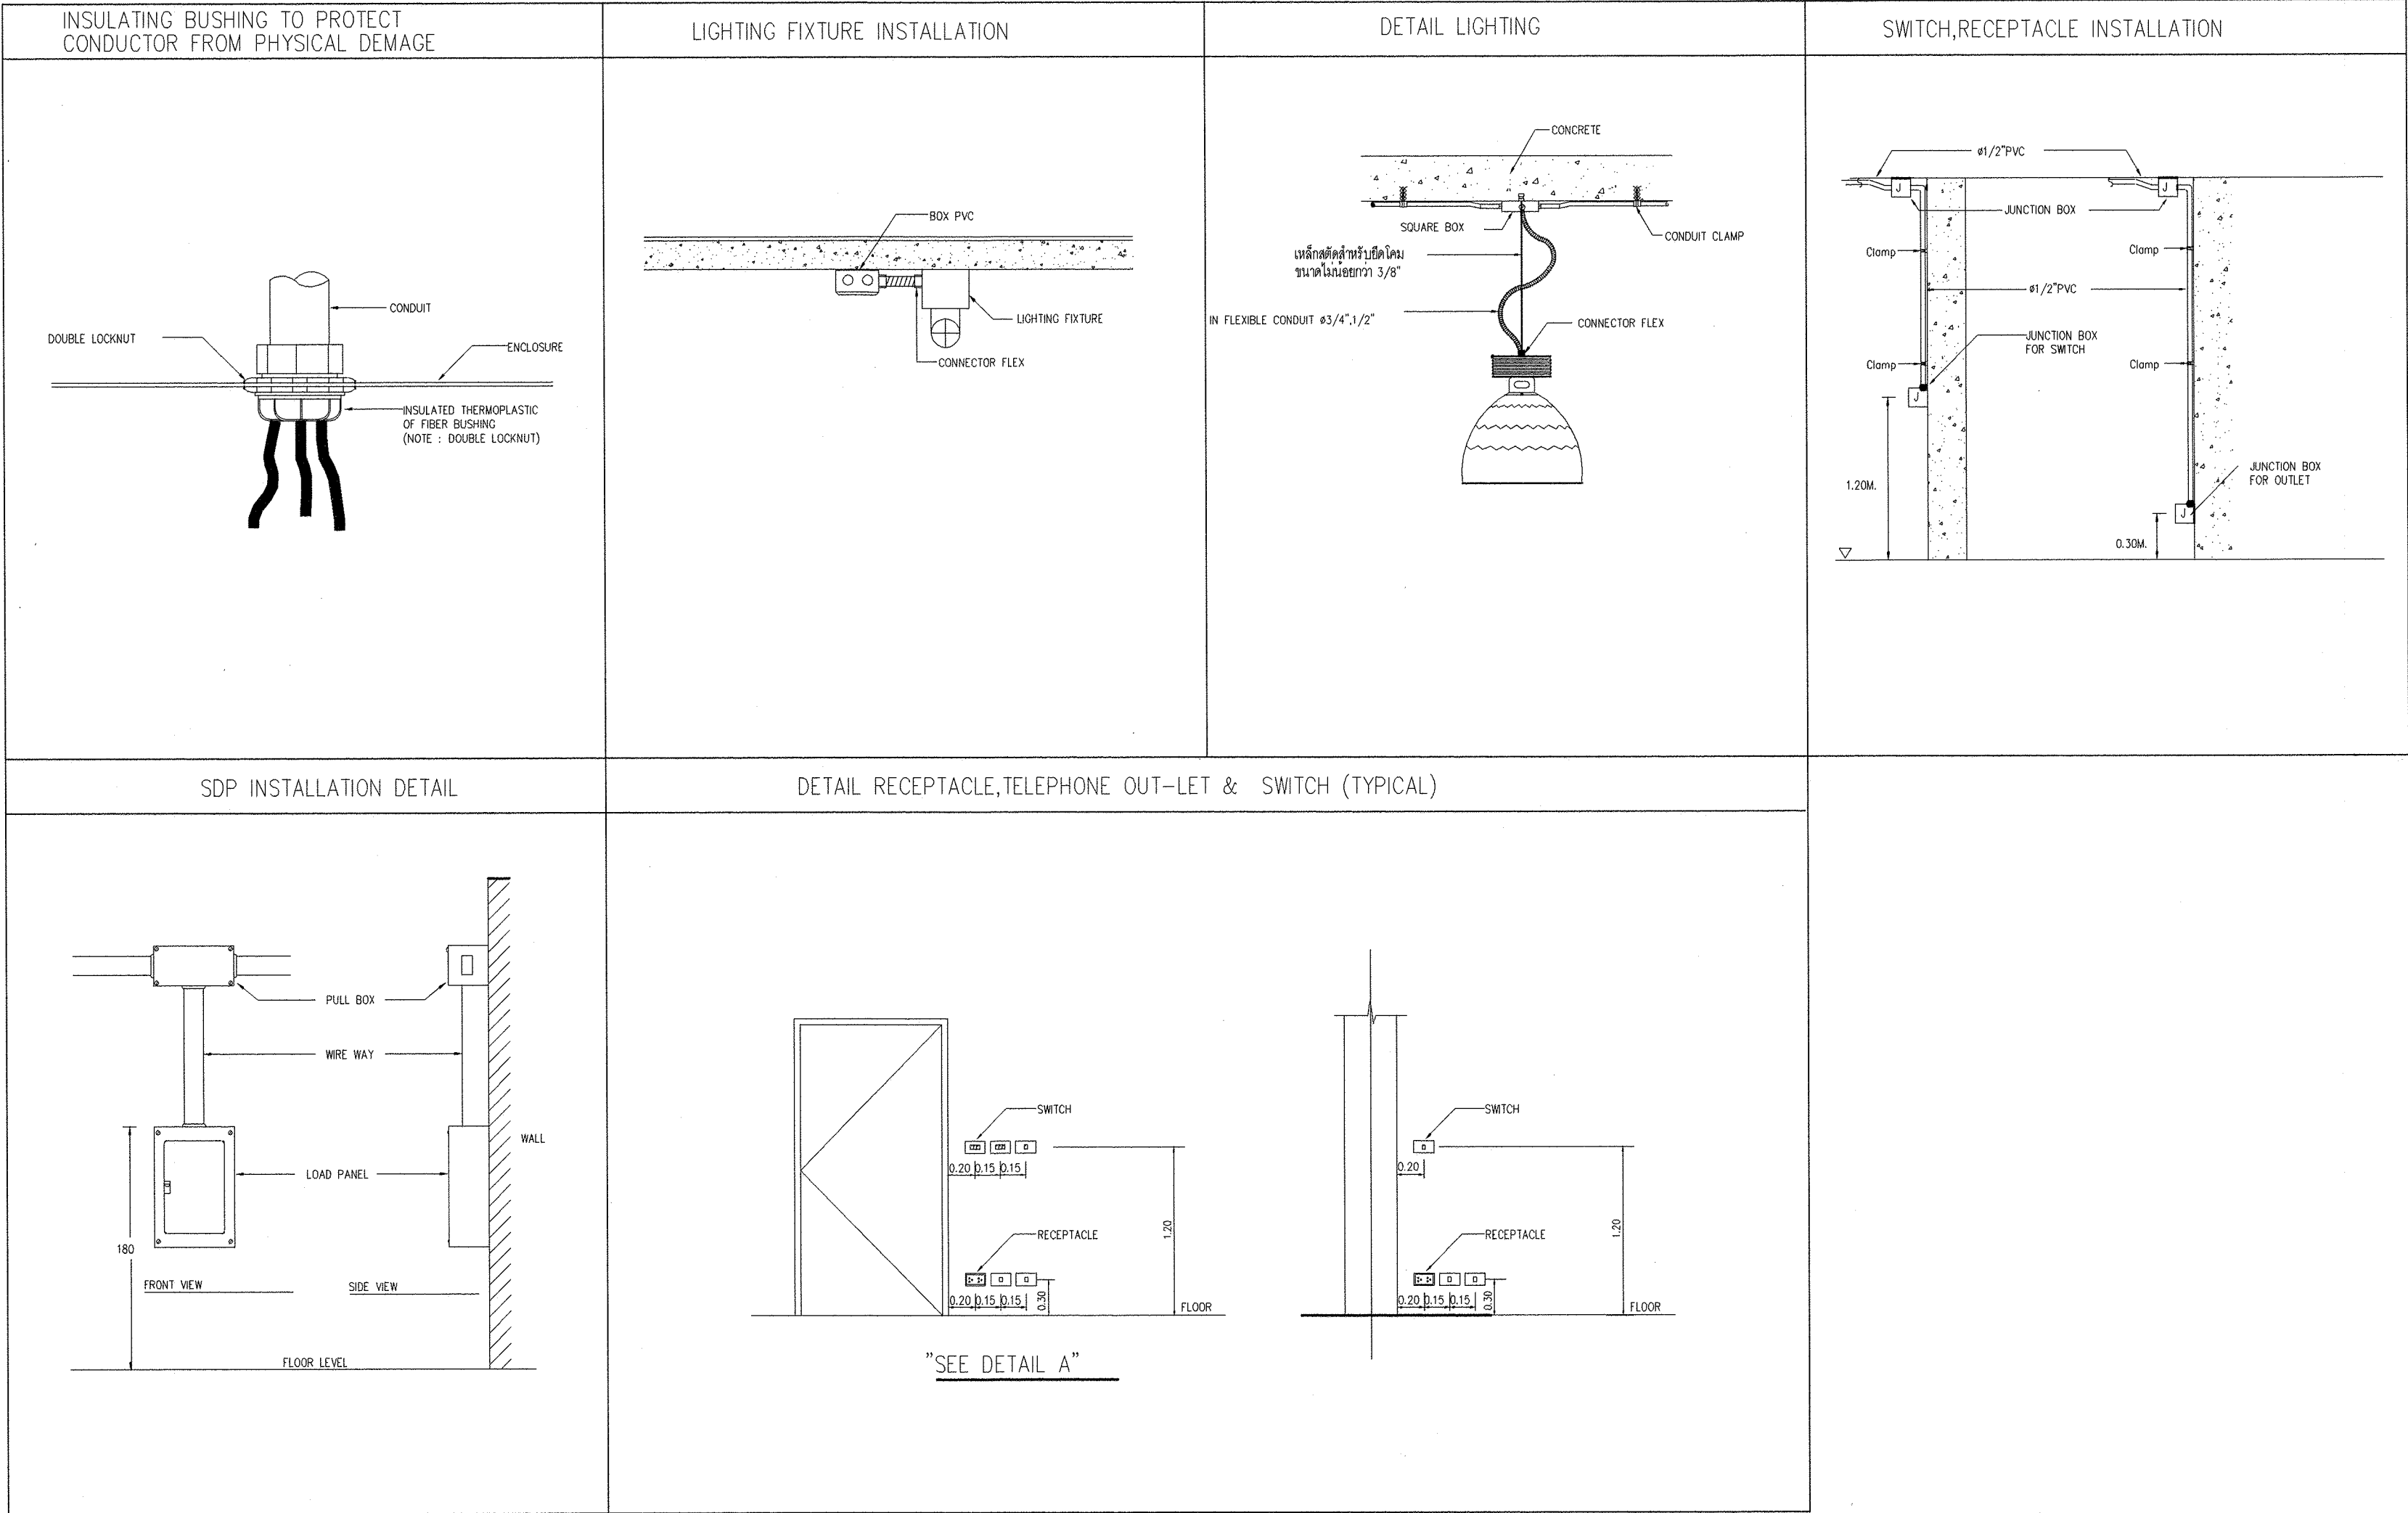 INSULATING BUSHING TO PROTECT
CONDUCTOR FROM PHYSICAL DEMAGE
CONDUIT
DOUBLE LOCKNUT
ENCLOSURE
INSULATED THERMOPLASTIC
OF FIBER BUSHING
(NOTE : DOUBLE LOCKNUT)
LIGHTING FIXTURE INSTALLATION
BOX PVC
LIGHTING FIXTURE
CONNECTOR FLEX
DETAIL LIGHTING
CONCRETE
SQUARE BOX
CONDUIT CLAMP
เหล็กสตัดสำหรับยึดโคม
ขนาดไม่น้อยกว่า 3/8"
IN FLEXIBLE CONDUIT ø3/4",1/2"
CONNECTOR FLEX
SWITCH,RECEPTACLE INSTALLATION
ø1/2"PVC
J
J
JUNCTION BOX
Clamp
Clamp
ø1/2"PVC
JUNCTION BOX
FOR SWITCH
Clamp
Clamp
J
JUNCTION BOX
FOR OUTLET
1.20M.
J
0.30M.
SDP INSTALLATION DETAIL
PULL BOX
WIRE WAY
WALL
LOAD PANEL
180
FRONT VIEW
SIDE VIEW
FLOOR LEVEL
DETAIL RECEPTACLE,TELEPHONE OUT-LET & SWITCH (TYPICAL)
SWITCH
0.20 0.15 0.15
1.20
RECEPTACLE
0.20 0.15 0.15
0.30
FLOOR
"SEE DETAIL A"
SWITCH
0.20
1.20
RECEPTACLE
0.20 0.15 0.15
0.30
FLOOR